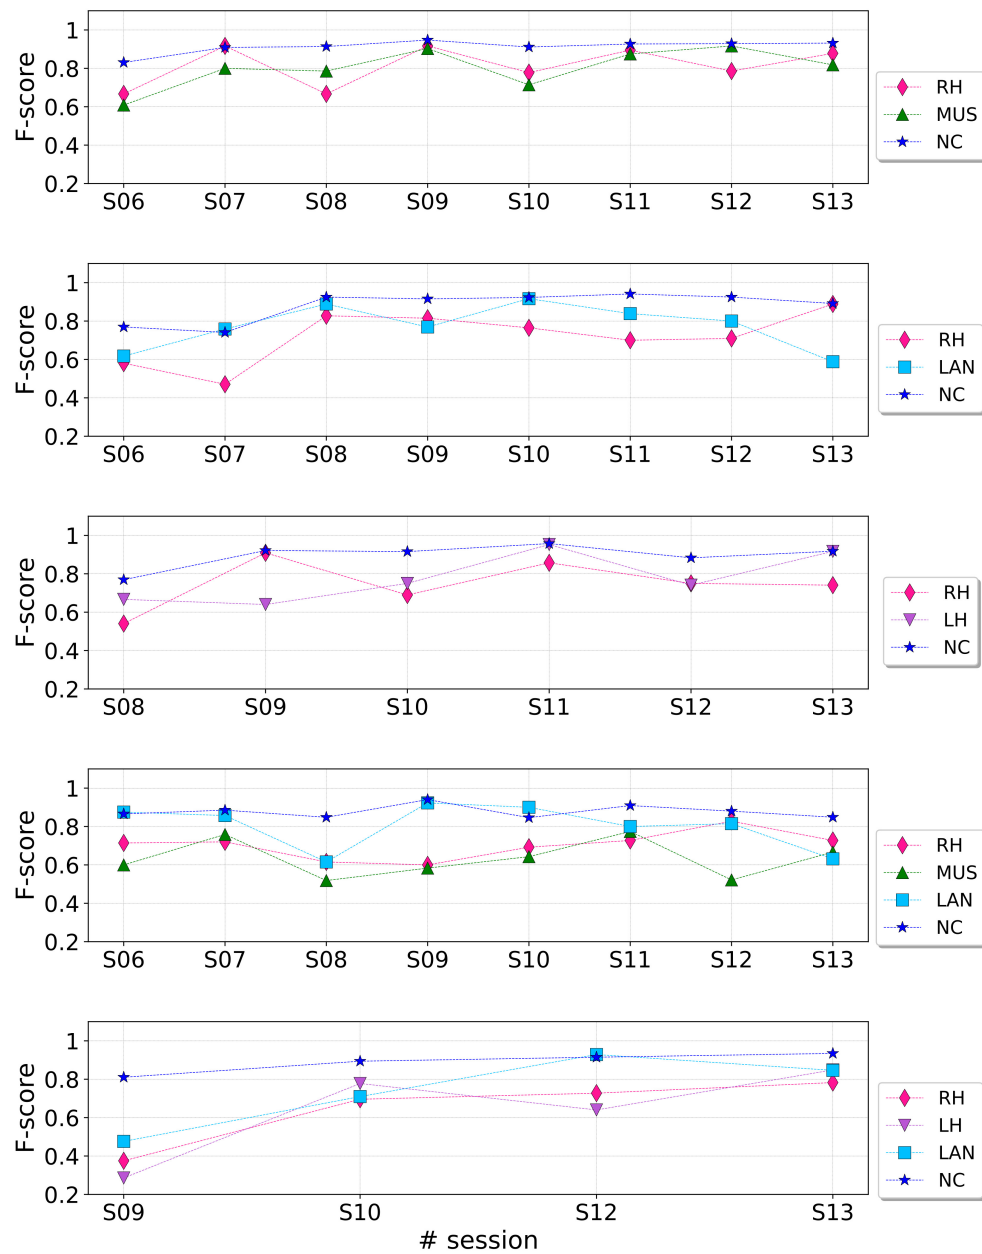 F-score
1
0.8
0.6
0.4
0.2
S06 S07 S08 S09 S10 S11 S12 S13
RH
MUS
NC
F-score
1
0.8
0.6
0.4
0.2
S06 S07 S08 S09 S10 S11 S12 S13
RH
LAN
NC
F-score
1
0.8
0.6
0.4
0.2
S08 S09 S10 S11 S12 S13
RH
LH
NC
F-score
1
0.8
0.6
0.4
0.2
S06 S07 S08 S09 S10 S11 S12 S13
RH
MUS
LAN
NC
F-score
1
0.8
0.6
0.4
0.2
S09 S10 S12 S13
RH
LH
LAN
NC
# session